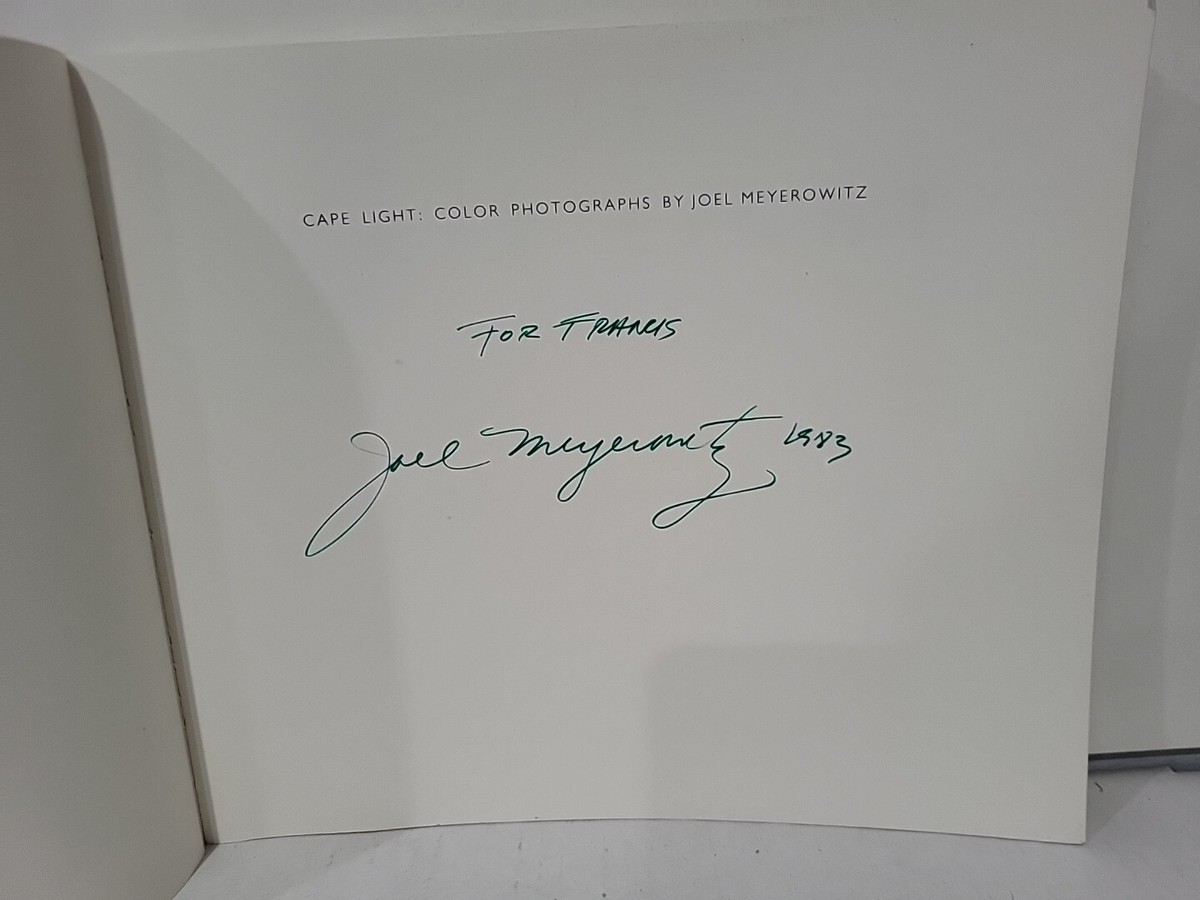 CAPE LIGHT: COLOR PHOTOGRAPHS BY JOEL MEYEROWITZ
FOR FRANCIS
Joel Meyerowitz 1983